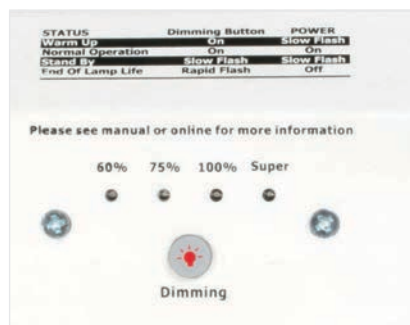 STATUS Dimming Button POWER
Warm Up On Slow Flash
Normal Operation On On
Stand By Slow Flash Slow Flash
End Of Lamp Life Rapid Flash Off
Please see manual or online for more information
60% 75% 100% Super
Dimming